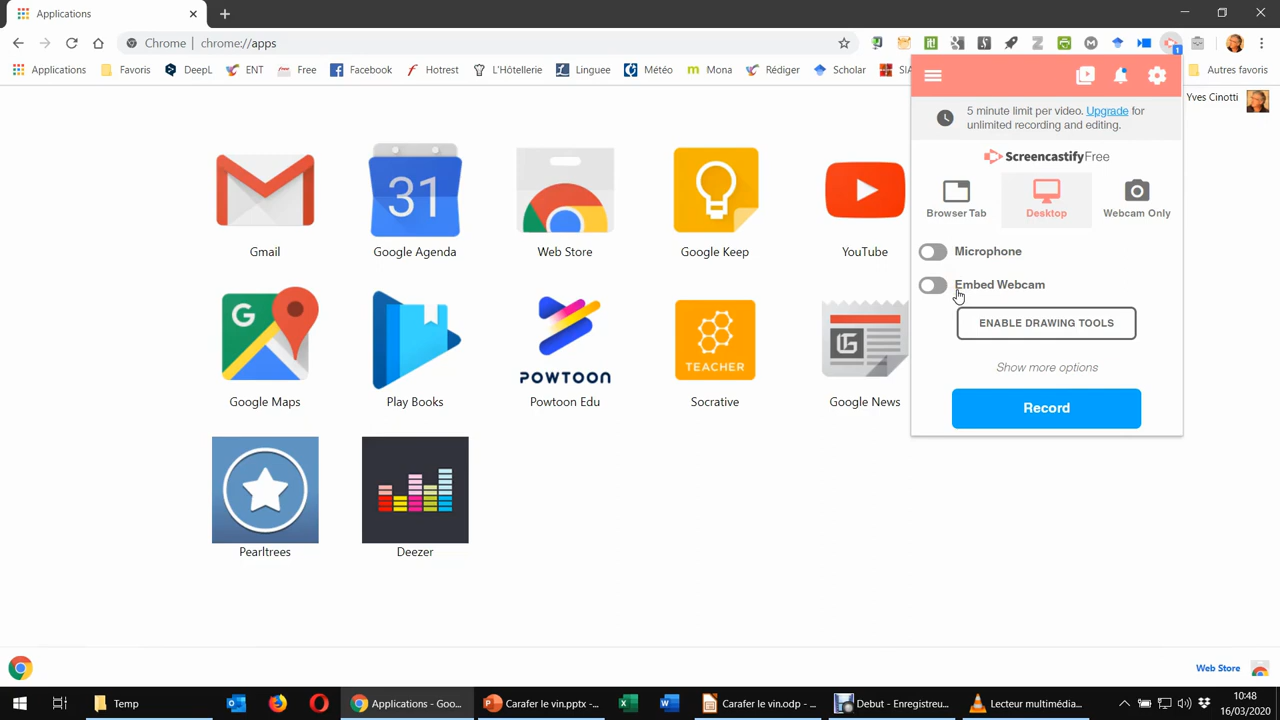 Applications
Chrome | chrome://apps
Applications
Favoris
DeepL
ENT
Free
Facebook
Hotrest
L'Hôtellerie
Linguee
Météo
Mona
Rédiger
Scholar
Autres favoris
Yves Cinotti
5 minute limit per video. Upgrade for
unlimited recording and editing.
Screencastify Free
Browser Tab
Desktop
Webcam Only
Microphone
Embed Webcam
ENABLE DRAWING TOOLS
Show more options
Record
31
Gmail
Google Agenda
Web Store
Google Keep
YouTube
G
TEACHER
POWTOON
Google Maps
Play Books
Powtoon Edu
Socrative
Google News
Pearltrees
Deezer
Web Store
Temp
Applications - Goo...
Carafer le vin.pptx -...
Carafer le vin.odp - ...
Debut - Enregistreu...
Lecteur multimédia...
10:48
16/03/2020